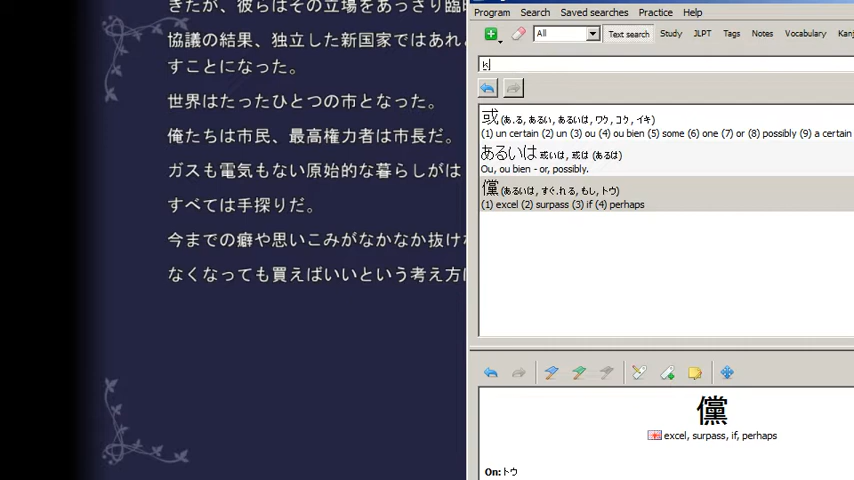 きたが、彼らはその立場をあっさり臨
協議の結果、独立した新国家ではあれ
すことになった。
世界はたったひとつの市となった。
俺たちは市民、最高権力者は市長だ。
ガスも電気もない原始的な暮らしがは
すべては手探りだ。
今までの癖や思いこみがなかなか抜け
なくなっても買えばいいという考え方
Program Search Saved searches Practice Help
All Text search Study JLPT Tags Notes Vocabulary Kanj
k
或 (あ.る, あるい, あるいは, ワク, コク, イキ)
(1) un certain (2) un (3) ou (4) ou bien (5) some (6) one (7) or (8) possibly (9) a certain
あるいは 或いは, 或は (あるは)
Ou, ou bien - or, possibly.
儻 (あるいは, すぐ.れる, もし, トウ)
(1) excel (2) surpass (3) if (4) perhaps
儻
excel, surpass, if, perhaps
On: トウ